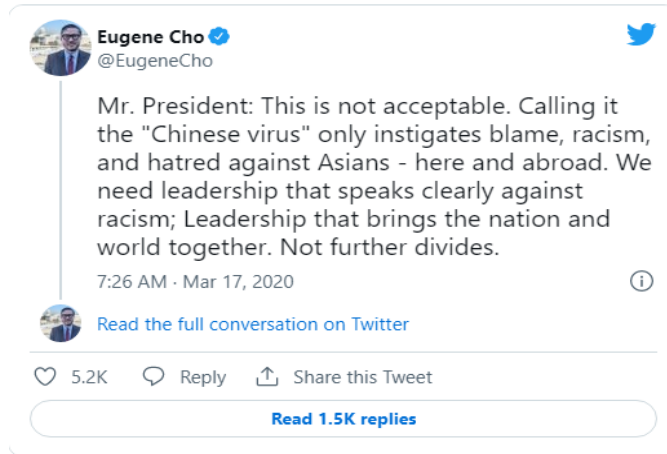 Eugene Cho
@EugeneCho
Mr. President: This is not acceptable. Calling it
the "Chinese virus" only instigates blame, racism,
and hatred against Asians - here and abroad. We
need leadership that speaks clearly against
racism; Leadership that brings the nation and
world together. Not further divides.
7:26 AM · Mar 17, 2020
Read the full conversation on Twitter
5.2K Reply Share this Tweet
Read 1.5K replies